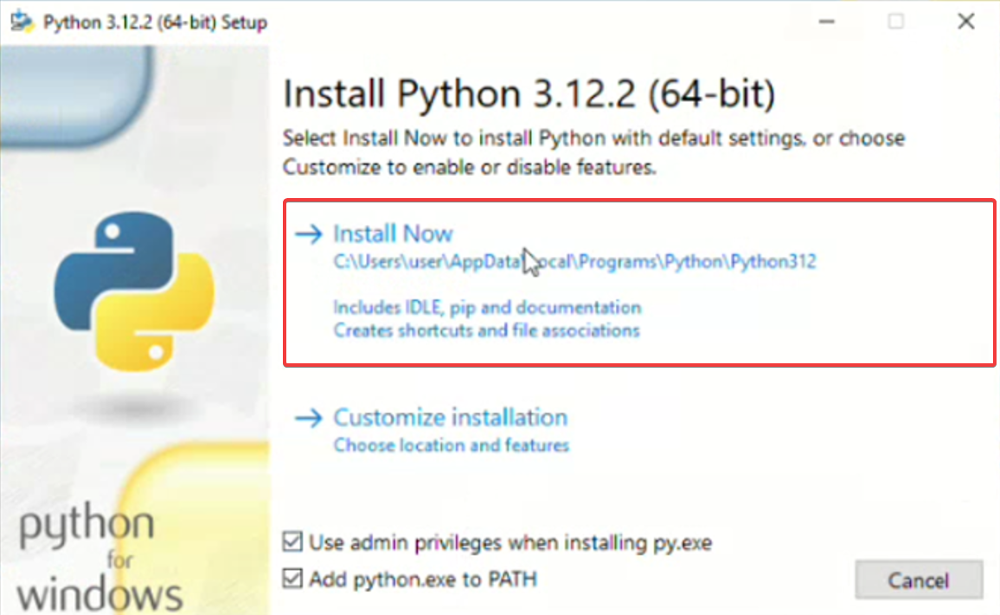 Python 3.12.2 (64-bit) Setup
Install Python 3.12.2 (64-bit)
Select Install Now to install Python with default settings, or choose
Customize to enable or disable features.
Install Now
C:\Users\user\AppData\Local\Programs\Python\Python312
Includes IDLE, pip and documentation
Creates shortcuts and file associations
Customize installation
Choose location and features
Use admin privileges when installing py.exe
Add python.exe to PATH
Cancel
python
for
windows